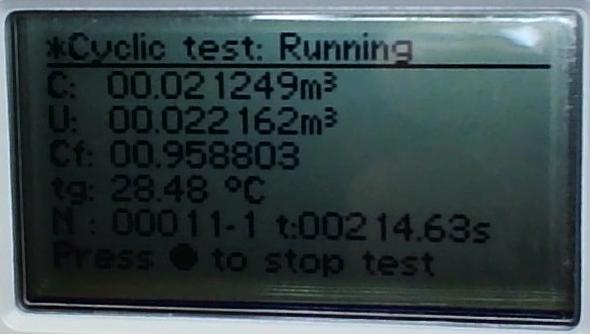 *Cyclic test: Running
C: 00.021249m³
U: 00.022162m³
Cf: 00.958803
tg: 28.48 °C
N : 00011-1 t:00214.63s
Press ● to stop test